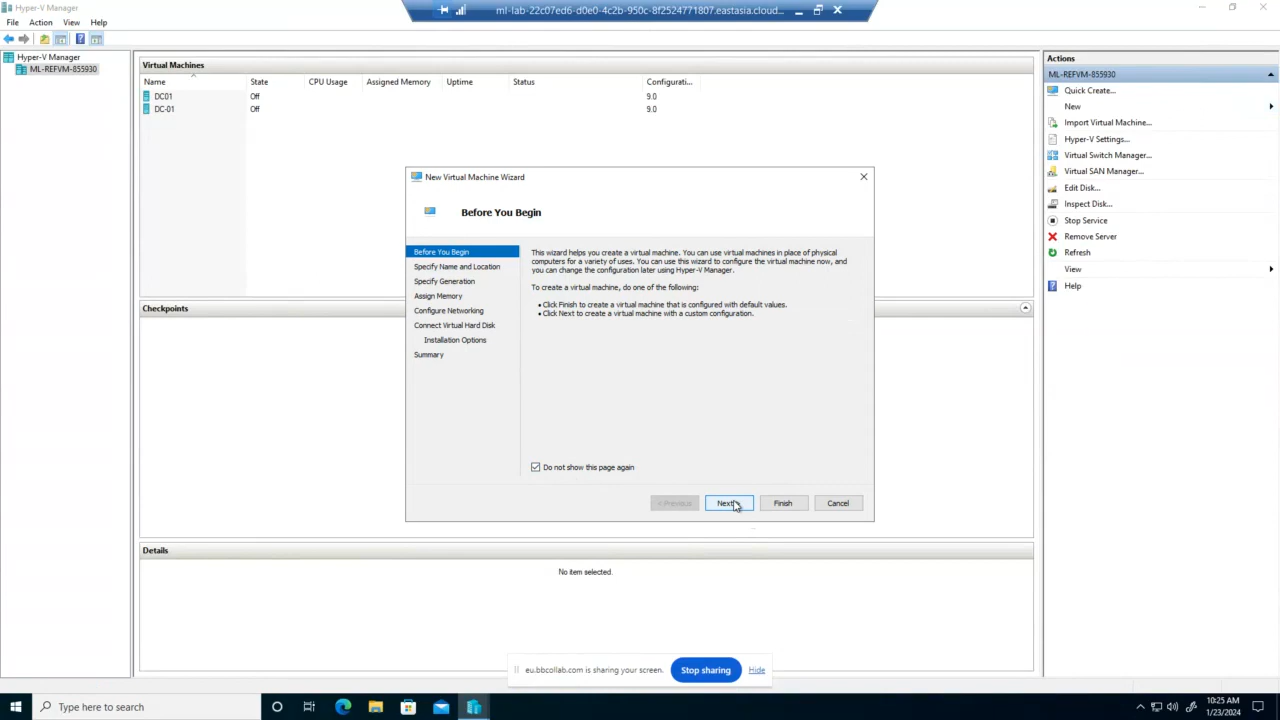 Hyper-V Manager
ml-lab-22c07ed6-d0e0-4c2b-950c-8f2524771807.eastasia.cloud...
File Action View Help
Hyper-V Manager
ML-REFVM-855930
Virtual Machines
Name State CPU Usage Assigned Memory Uptime Status Configurati...
DC01 Off 9.0
DC-01 Off 9.0
New Virtual Machine Wizard
Before You Begin
Before You Begin
Specify Name and Location
Specify Generation
Assign Memory
Configure Networking
Connect Virtual Hard Disk
Installation Options
Summary
This wizard helps you create a virtual machine. You can use virtual machines in place of physical
computers for a variety of uses. You can use this wizard to configure the virtual machine now, and
you can change the configuration later using Hyper-V Manager.
To create a virtual machine, do one of the following:
• Click Finish to create a virtual machine that is configured with default values.
• Click Next to create a virtual machine with a custom configuration.
Do not show this page again
< Previous Next > Finish Cancel
Checkpoints
Details
No item selected.
Actions
ML-REFVM-855930
Quick Create...
New
Import Virtual Machine...
Hyper-V Settings...
Virtual Switch Manager...
Virtual SAN Manager...
Edit Disk...
Inspect Disk...
Stop Service
Remove Server
Refresh
View
Help
eu.bbcollab.com is sharing your screen. Stop sharing Hide
Type here to search
10:25 AM
1/23/2024